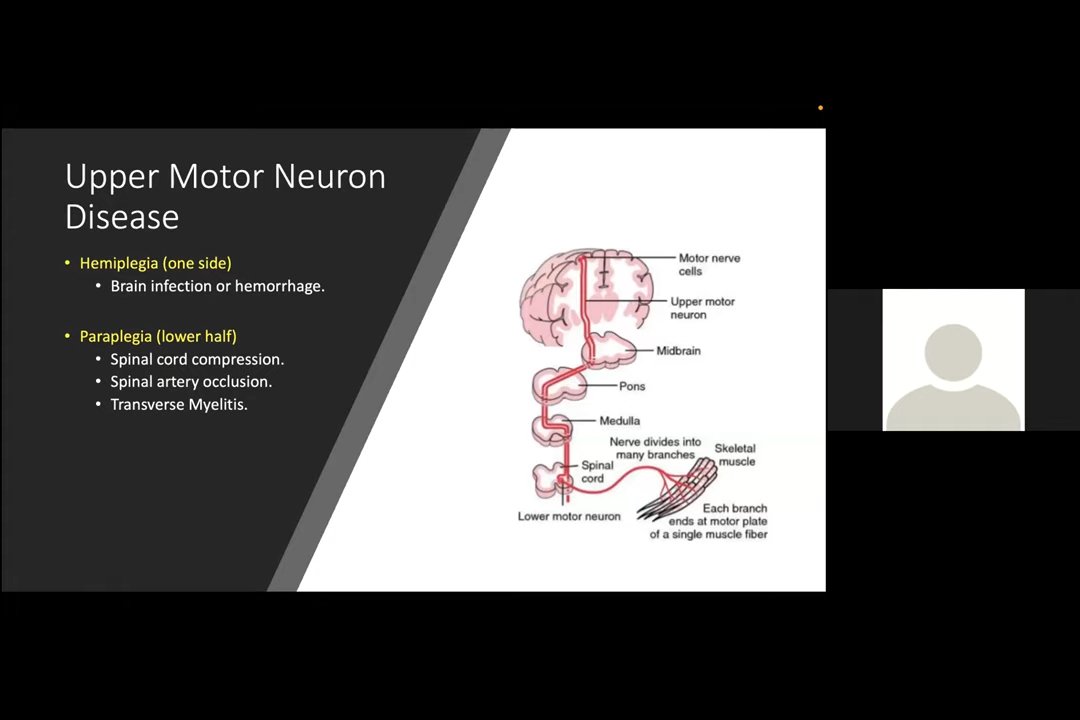 Upper Motor Neuron
Disease
• Hemiplegia (one side)
• Brain infection or hemorrhage.
• Paraplegia (lower half)
• Spinal cord compression.
• Spinal artery occlusion.
• Transverse Myelitis.
Motor nerve
cells
Upper motor
neuron
Midbrain
Pons
Medulla
Nerve divides into
many branches
Skeletal
muscle
Spinal
cord
Lower motor neuron
Each branch
ends at motor plate
of a single muscle fiber